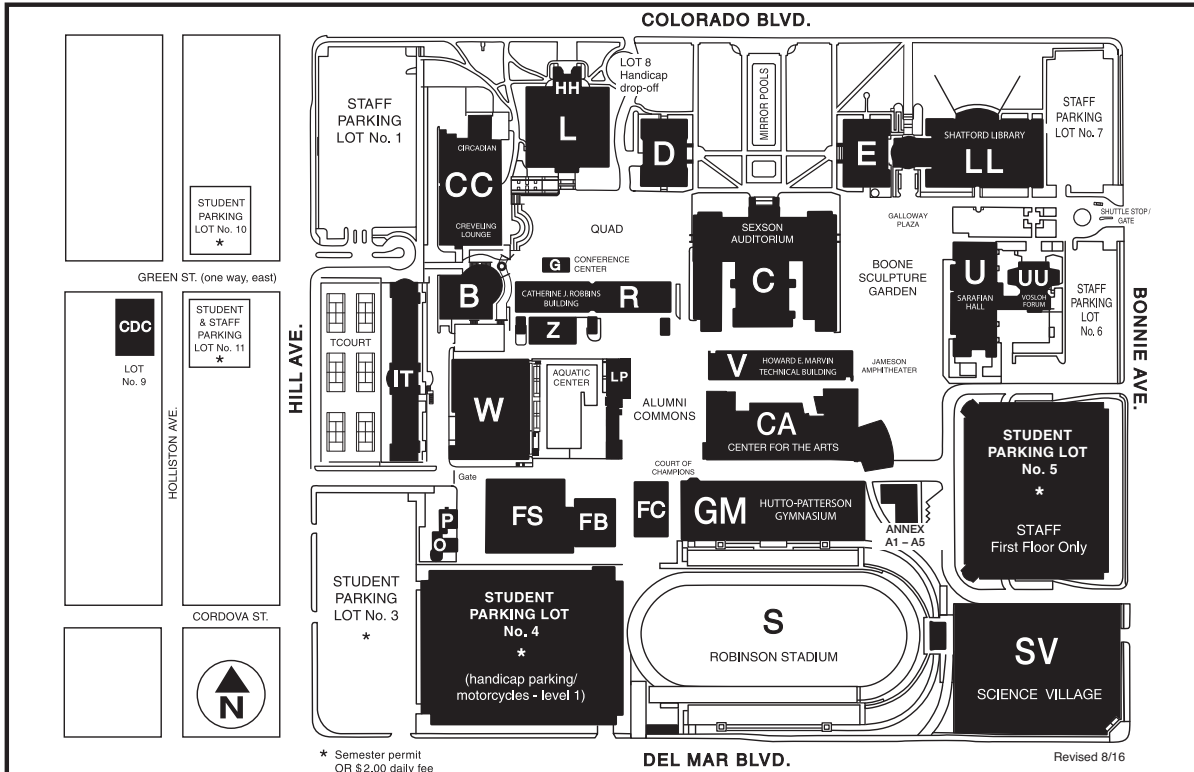 COLORADO BLVD.
STAFF
PARKING
LOT No. 1
CIRCADIAN
CC
CREVELING
LOUNGE
HH
L
LOT 8
Handicap
drop-off
D
MIRROR POOLS
E
SHATFORD LIBRARY
LL
STAFF
PARKING
LOT No. 7
STUDENT
PARKING
LOT No. 10
*
QUAD
SEXSON
AUDITORIUM
C
GALLOWAY
PLAZA
SHUTTLE STOP /
GATE
GREEN ST. (one way, east)
G
CONFERENCE
CENTER
BOONE
SCULPTURE
GARDEN
U
SARAFIAN
HALL
UU
VOSLOH
FORUM
STAFF
PARKING
LOT No. 6
BONNIE AVE.
CDC
LOT
No. 9
STUDENT
& STAFF
PARKING
LOT No. 11
*
HILL AVE.
TCOURT
IT
B
CATHERINE J. ROBBINS
BUILDING
R
Z
HOLLISTON AVE.
W
AQUATIC
CENTER
LP
ALUMNI
COMMONS
V
HOWARD E. MARVIN
TECHNICAL BUILDING
JAMESON
AMPHITHEATER
CA
CENTER FOR THE ARTS
STUDENT
PARKING LOT
No. 5
*
STAFF
First Floor Only
Gate
COURT OF
CHAMPIONS
P
O
FS
FB
FC
GM
HUTTO-PATTERSON
GYMNASIUM
ANNEX
A1 – A5
STUDENT
PARKING
LOT No. 3
*
STUDENT
PARKING LOT
No. 4
*
(handicap parking/
motorcycles - level 1)
S
ROBINSON STADIUM
SV
SCIENCE VILLAGE
CORDOVA ST.
N
* Semester permit
OR $2.00 daily fee
DEL MAR BLVD.
Revised 8/16